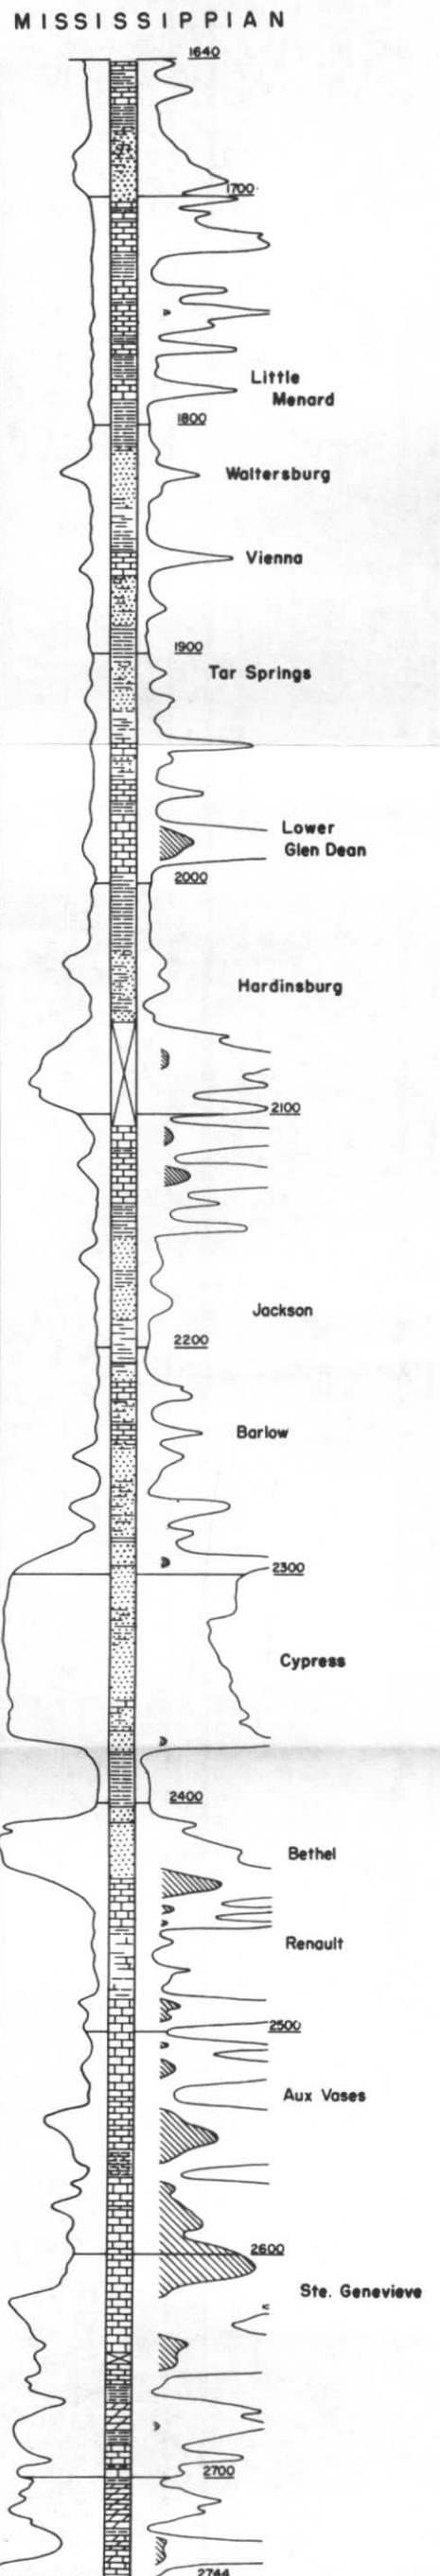 MISSISSIPPIAN
1640
1700
Little
Menard
1800
Waltersburg
Vienna
1900
Tar Springs
Lower
Glen Dean
2000
Hardinsburg
2100
Jackson
2200
Barlow
2300
Cypress
2400
Bethel
Renault
2500
Aux Vases
2600
Ste. Genevieve
2700
2744